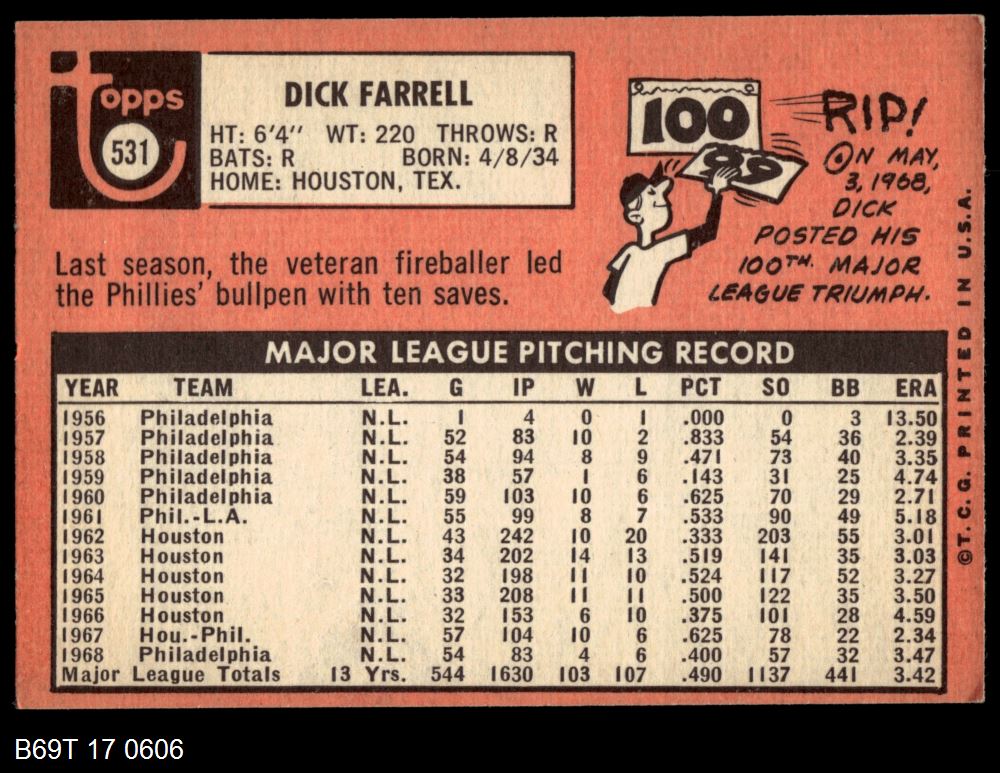 Topps
531
DICK FARRELL
HT: 6'4" WT: 220 THROWS: R
BATS: R BORN: 4/8/34
HOME: HOUSTON, TEX.
Last season, the veteran fireballer led
the Phillies' bullpen with ten saves.
100
99
RIP!
ON MAY,
3, 1968,
DICK
POSTED HIS
100TH. MAJOR
LEAGUE TRIUMPH.
MAJOR LEAGUE PITCHING RECORD
YEAR TEAM LEA. G IP W L PCT SO BB ERA
1956 Philadelphia N.L. 1 4 0 1 .000 0 3 13.50
1957 Philadelphia N.L. 52 83 10 2 .833 54 36 2.39
1958 Philadelphia N.L. 54 94 8 9 .471 73 40 3.35
1959 Philadelphia N.L. 38 57 1 6 .143 31 25 4.74
1960 Philadelphia N.L. 59 103 10 6 .625 70 29 2.71
1961 Phil.-L.A. N.L. 55 99 8 7 .533 90 49 5.18
1962 Houston N.L. 43 242 10 20 .333 203 55 3.01
1963 Houston N.L. 34 202 14 13 .519 141 35 3.03
1964 Houston N.L. 32 198 11 10 .524 117 52 3.27
1965 Houston N.L. 33 208 11 11 .500 122 35 3.50
1966 Houston N.L. 32 153 6 10 .375 101 28 4.59
1967 Hou.-Phil. N.L. 57 104 10 6 .625 78 22 2.34
1968 Philadelphia N.L. 54 83 4 6 .400 57 32 3.47
Major League Totals 13 Yrs. 544 1630 103 107 .490 1137 441 3.42
©T. C. G. PRINTED IN U.S.A.
B69T 17 0606